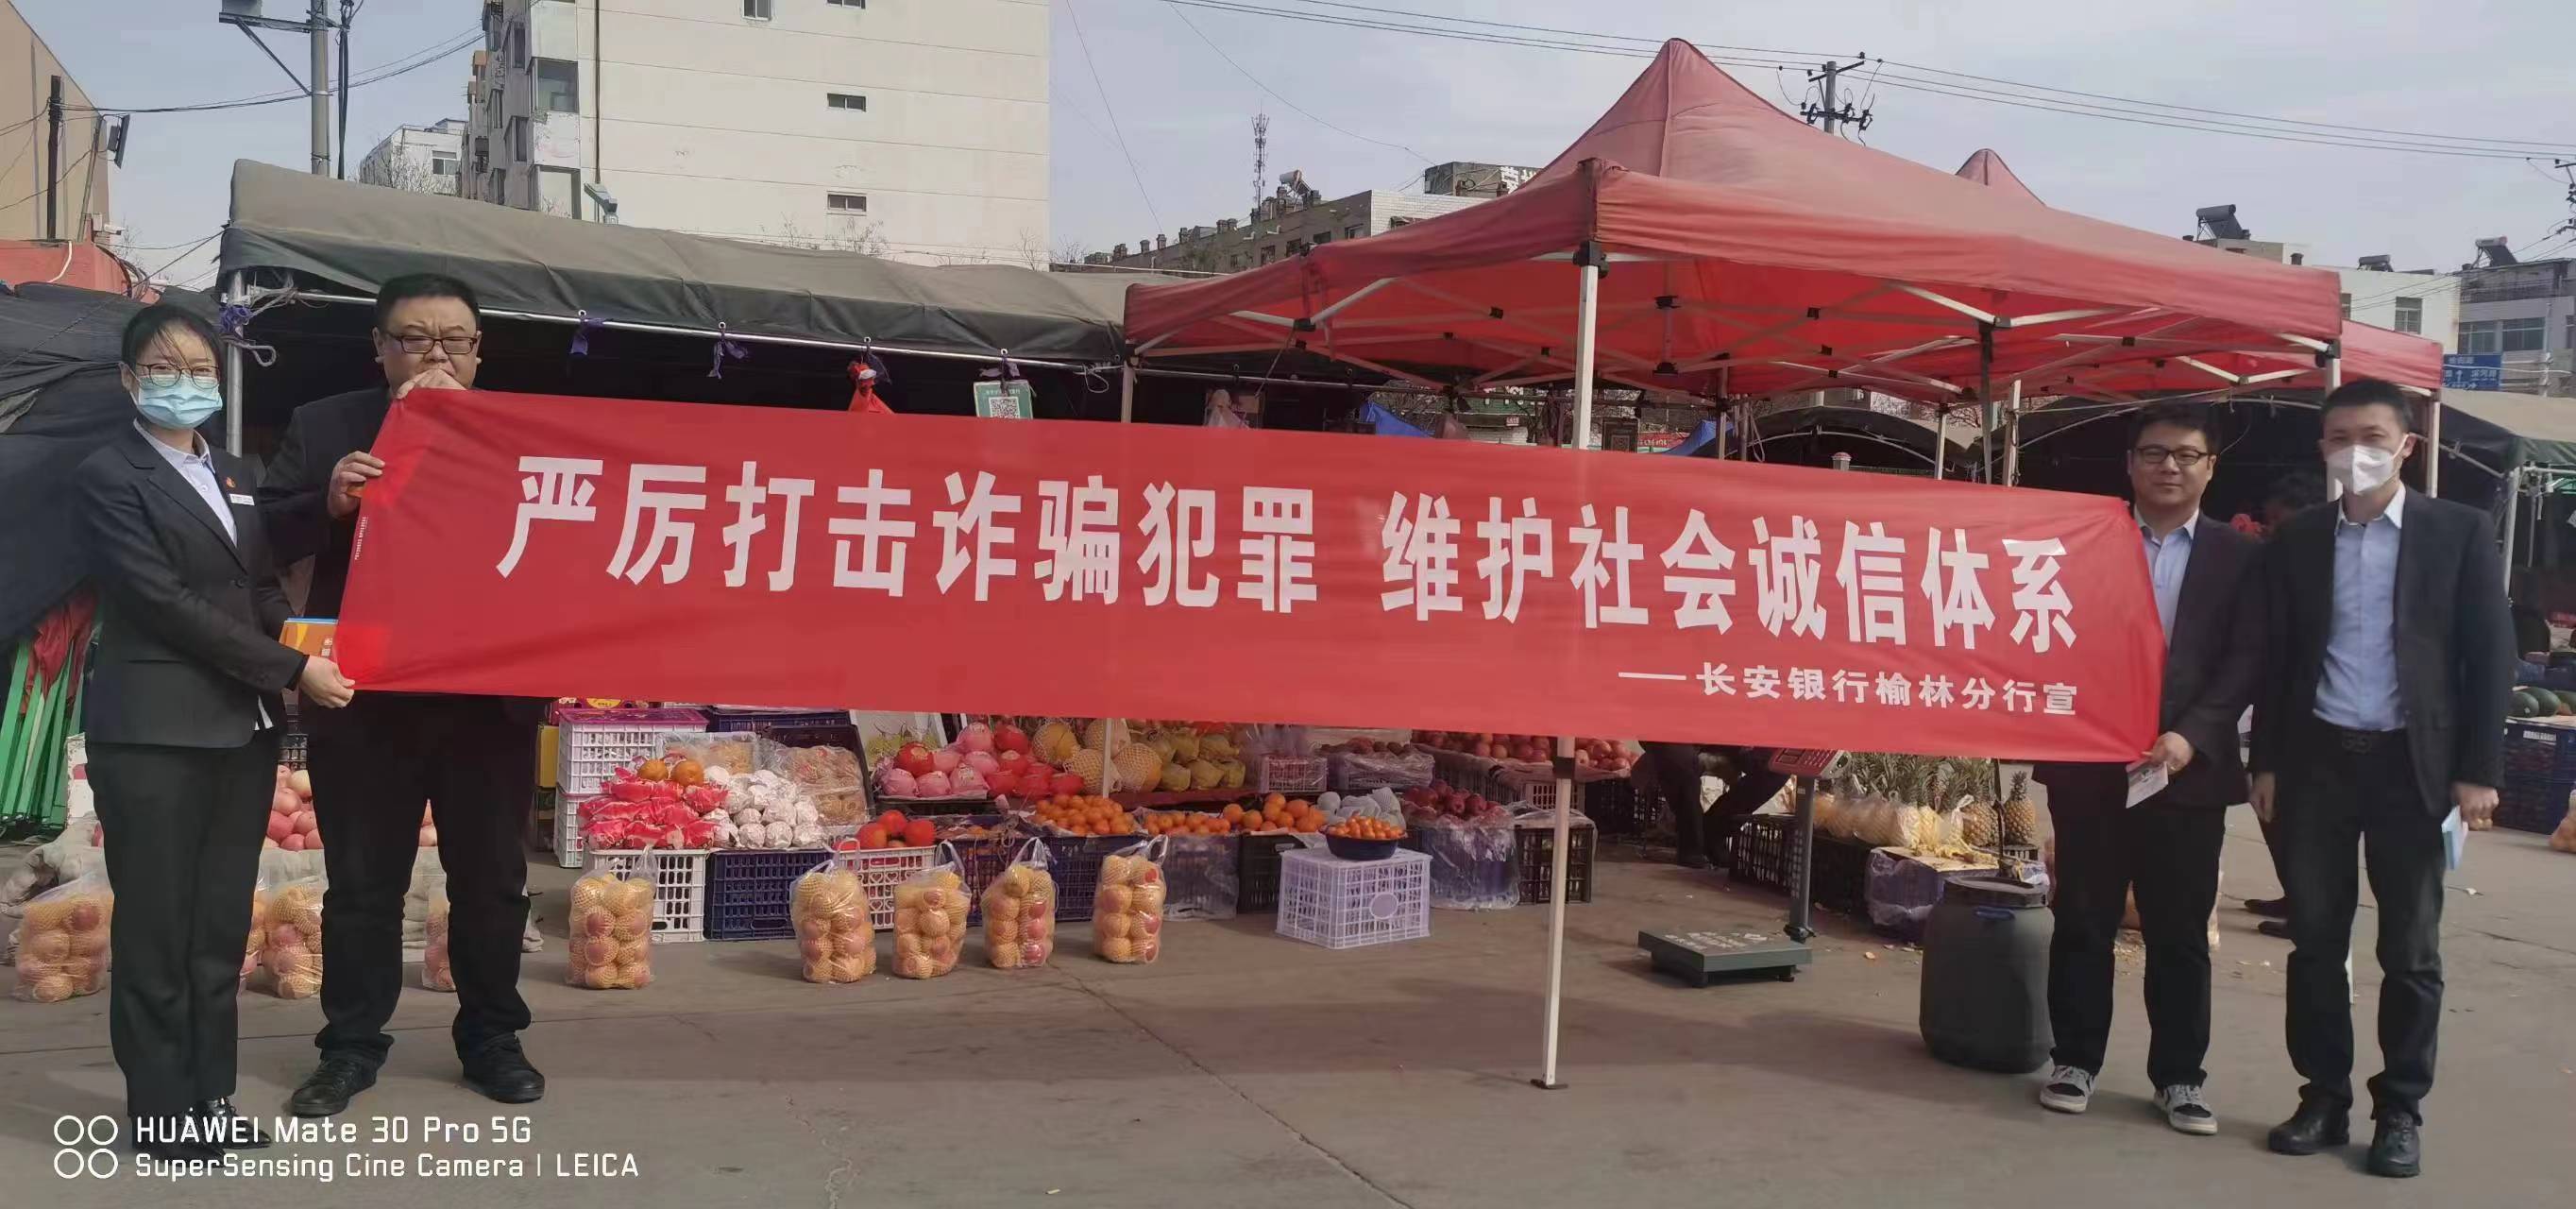 严厉打击诈骗犯罪 维护社会诚信体系
——长安银行榆林分行宣
HUAWEI Mate 30 Pro 5G
SuperSensing Cine Camera | LEICA